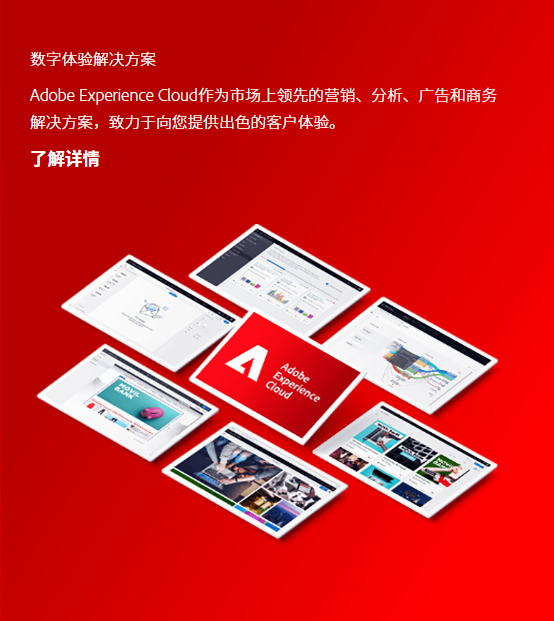 数字体验解决方案
Adobe Experience Cloud作为市场上领先的营销、分析、广告和商务
解决方案，致力于向您提供出色的客户体验。
了解详情
Adobe
Experience
Cloud
MOVIL
BANK